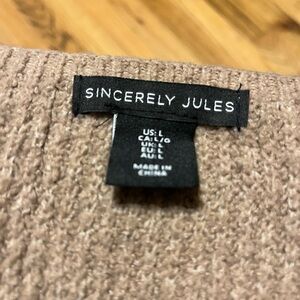 SINCERELY JULES
US: L
CA: L/G
UK: L
EU: L
AU: L
MADE IN
CHINA